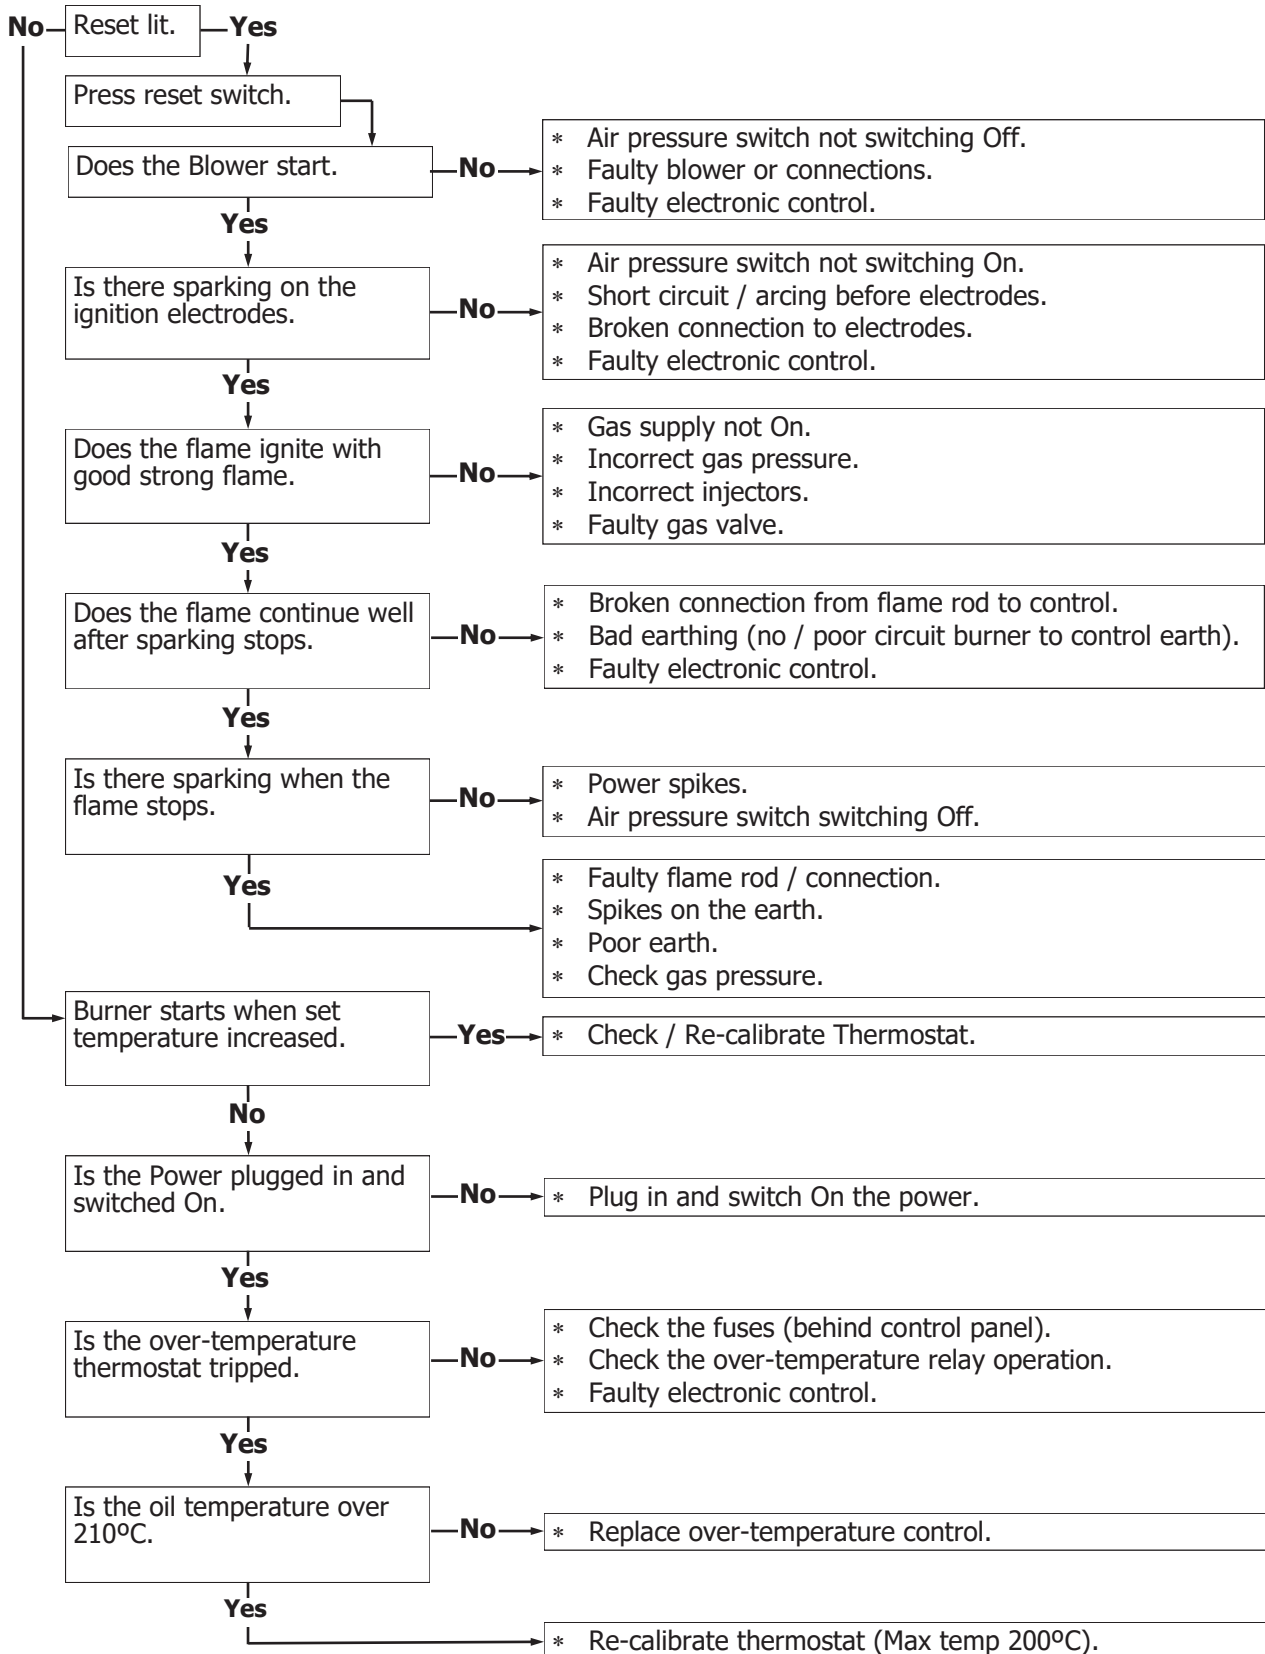 No
Reset lit.
Yes
Press reset switch.
Does the Blower start.
No
* Air pressure switch not switching Off.
* Faulty blower or connections.
* Faulty electronic control.
Yes
Is there sparking on the
ignition electrodes.
No
* Air pressure switch not switching On.
* Short circuit / arcing before electrodes.
* Broken connection to electrodes.
* Faulty electronic control.
Yes
Does the flame ignite with
good strong flame.
No
* Gas supply not On.
* Incorrect gas pressure.
* Incorrect injectors.
* Faulty gas valve.
Yes
Does the flame continue well
after sparking stops.
No
* Broken connection from flame rod to control.
* Bad earthing (no / poor circuit burner to control earth).
* Faulty electronic control.
Yes
Is there sparking when the
flame stops.
No
* Power spikes.
* Air pressure switch switching Off.
Yes
* Faulty flame rod / connection.
* Spikes on the earth.
* Poor earth.
* Check gas pressure.
Burner starts when set
temperature increased.
Yes
* Check / Re-calibrate Thermostat.
No
Is the Power plugged in and
switched On.
No
* Plug in and switch On the power.
Yes
Is the over-temperature
thermostat tripped.
No
* Check the fuses (behind control panel).
* Check the over-temperature relay operation.
* Faulty electronic control.
Yes
Is the oil temperature over
210ºC.
No
* Replace over-temperature control.
Yes
* Re-calibrate thermostat (Max temp 200ºC).